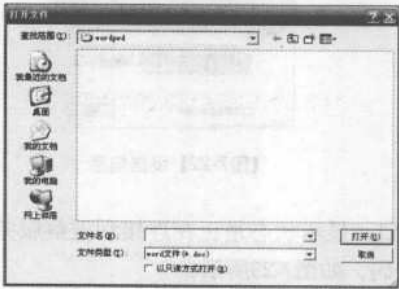 打开文件
查找范围(I): wordprd
我最近的文档
桌面
我的文档
我的电脑
网上邻居
文件名(N):
打开(O)
文件类型(T): word文件(*.doc)
取消
以只读方式打开(R)